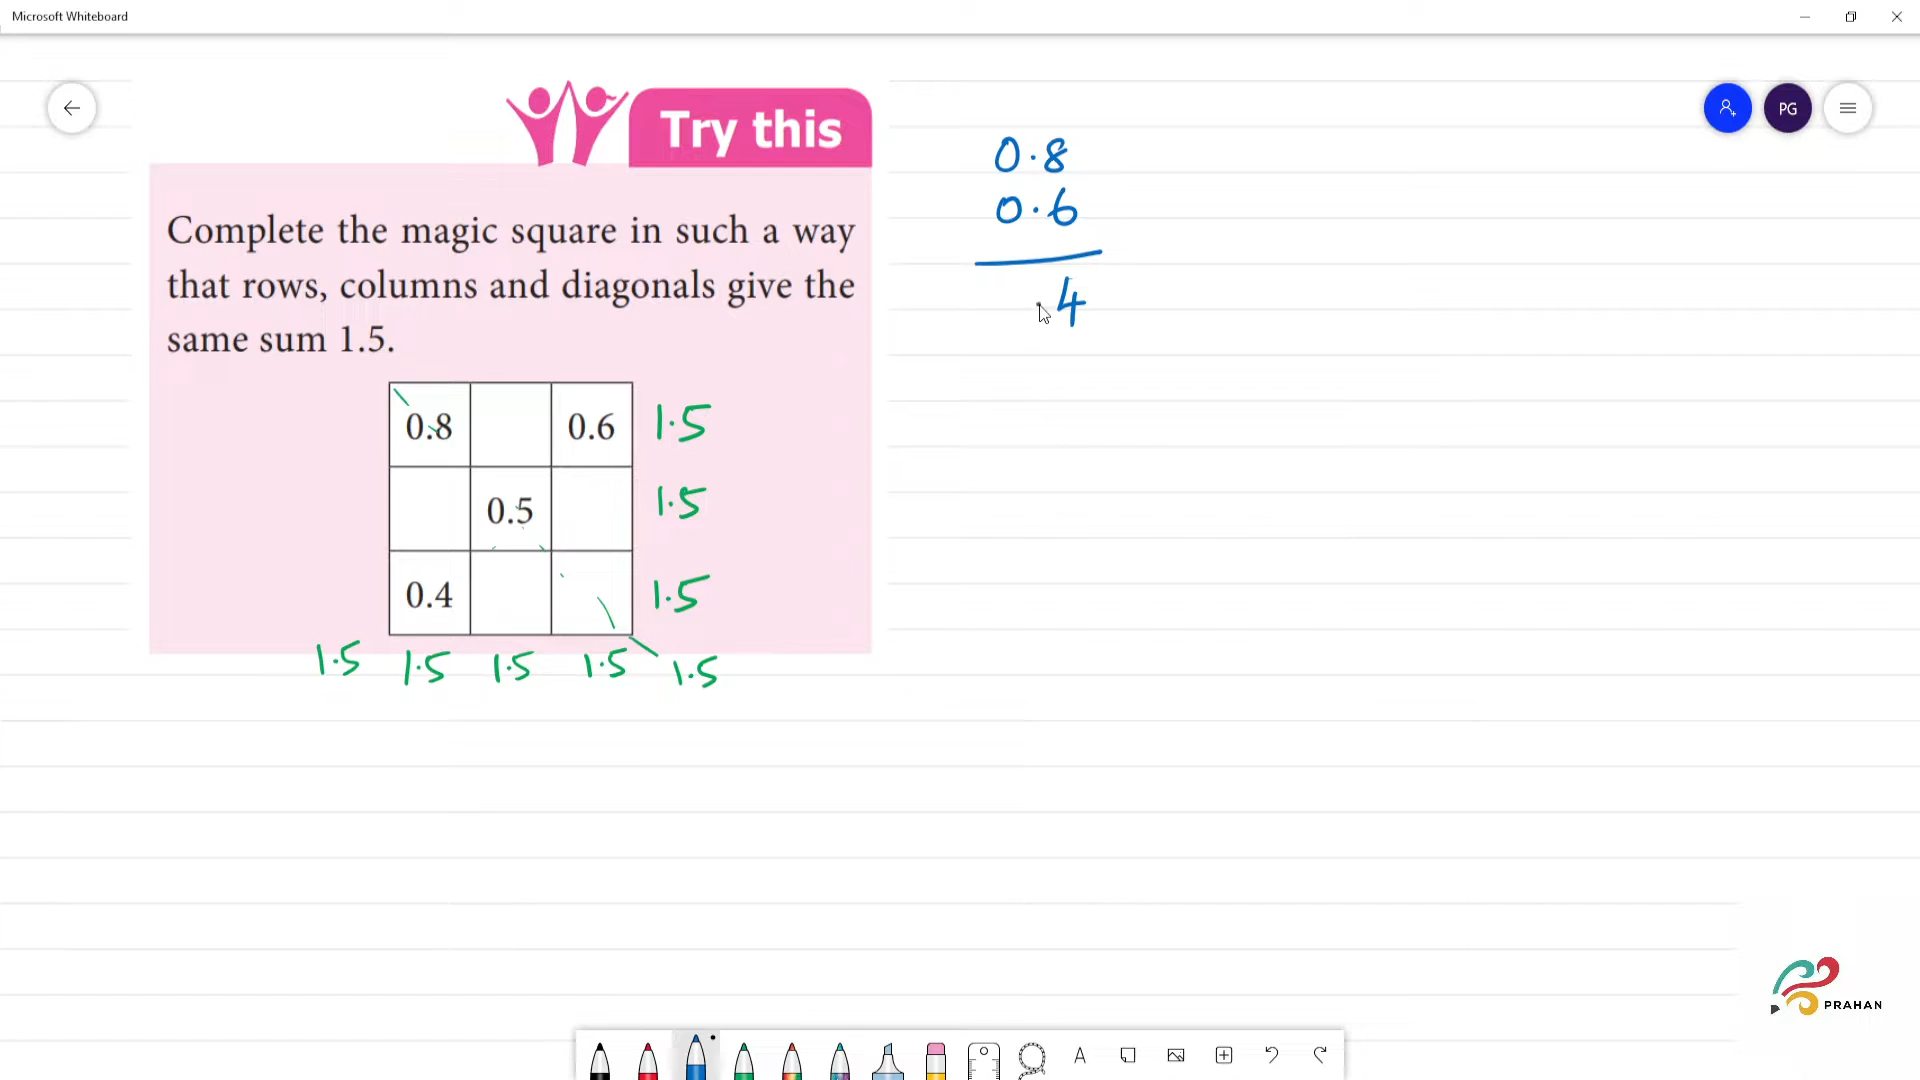 Microsoft Whiteboard
Try this
PG
Complete the magic square in such a way
that rows, columns and diagonals give the
same sum 1.5.
0.8 0.6 1.5
0.5 1.5
0.4 1.5
1.5 1.5 1.5 1.5 1.5
0.8
0.6
4
PRAHAN
A